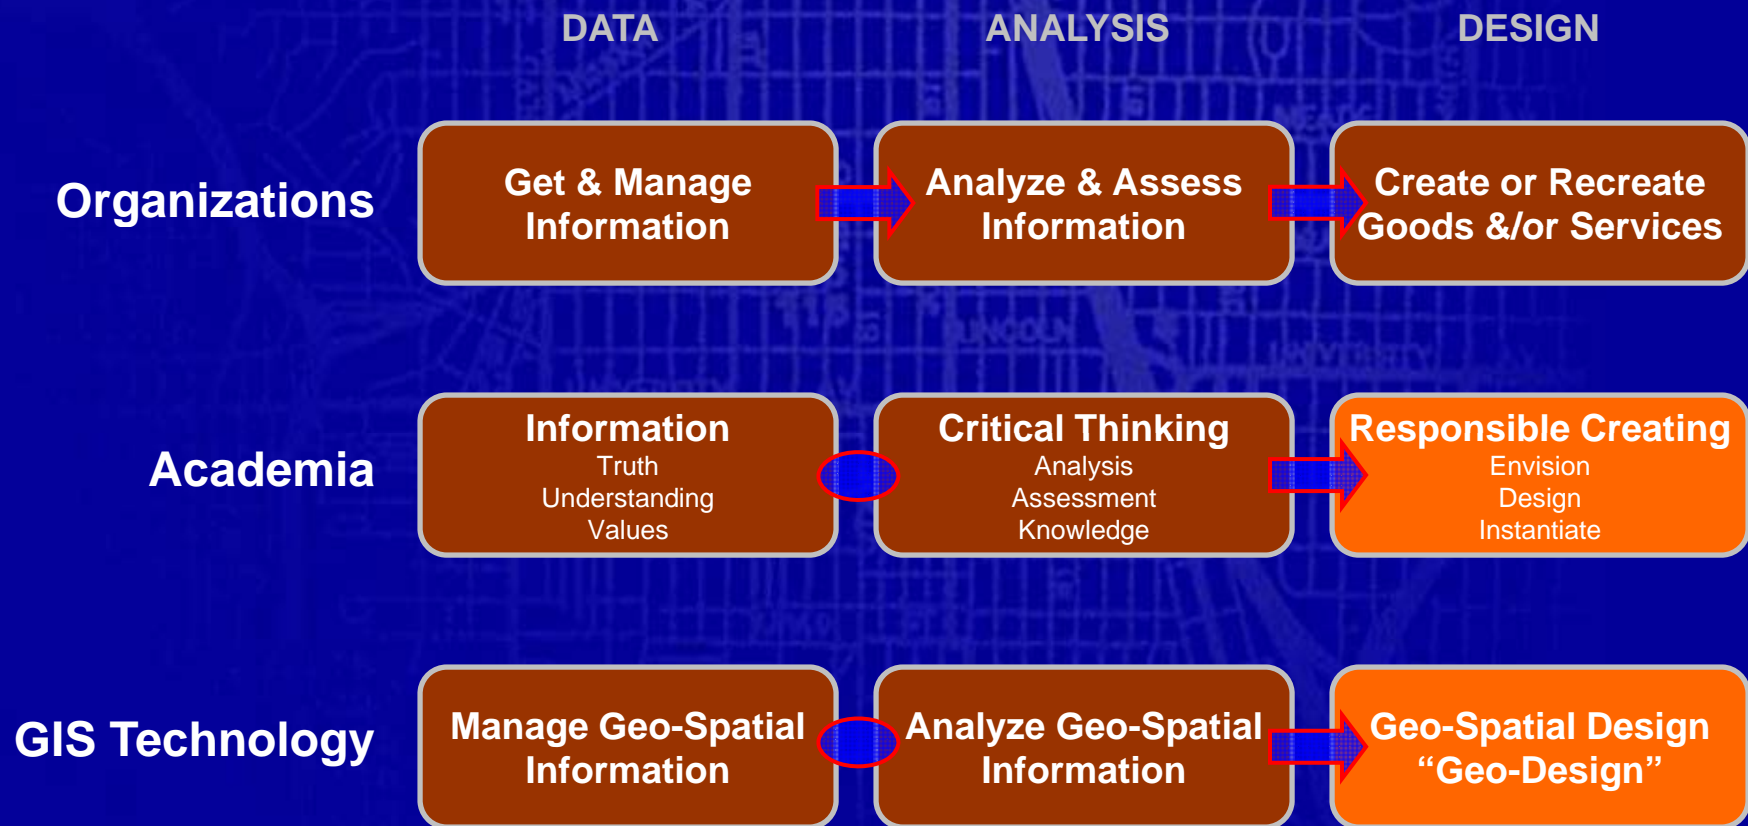 DATA
ANALYSIS
DESIGN
Organizations
Get & Manage
Information
Analyze & Assess
Information
Create or Recreate
Goods &/or Services
Academia
Information
Truth
Understanding
Values
Critical Thinking
Analysis
Assessment
Knowledge
Responsible Creating
Envision
Design
Instantiate
GIS Technology
Manage Geo-Spatial
Information
Analyze Geo-Spatial
Information
Geo-Spatial Design
“Geo-Design”
LINCOLN
UNIVERSITY